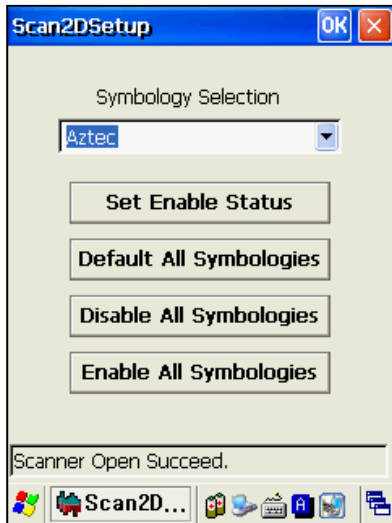 Scan2DSetup OK
Symbology Selection
Aztec
Set Enable Status
Default All Symbologies
Disable All Symbologies
Enable All Symbologies
Scanner Open Succeed.
Scan2D... A